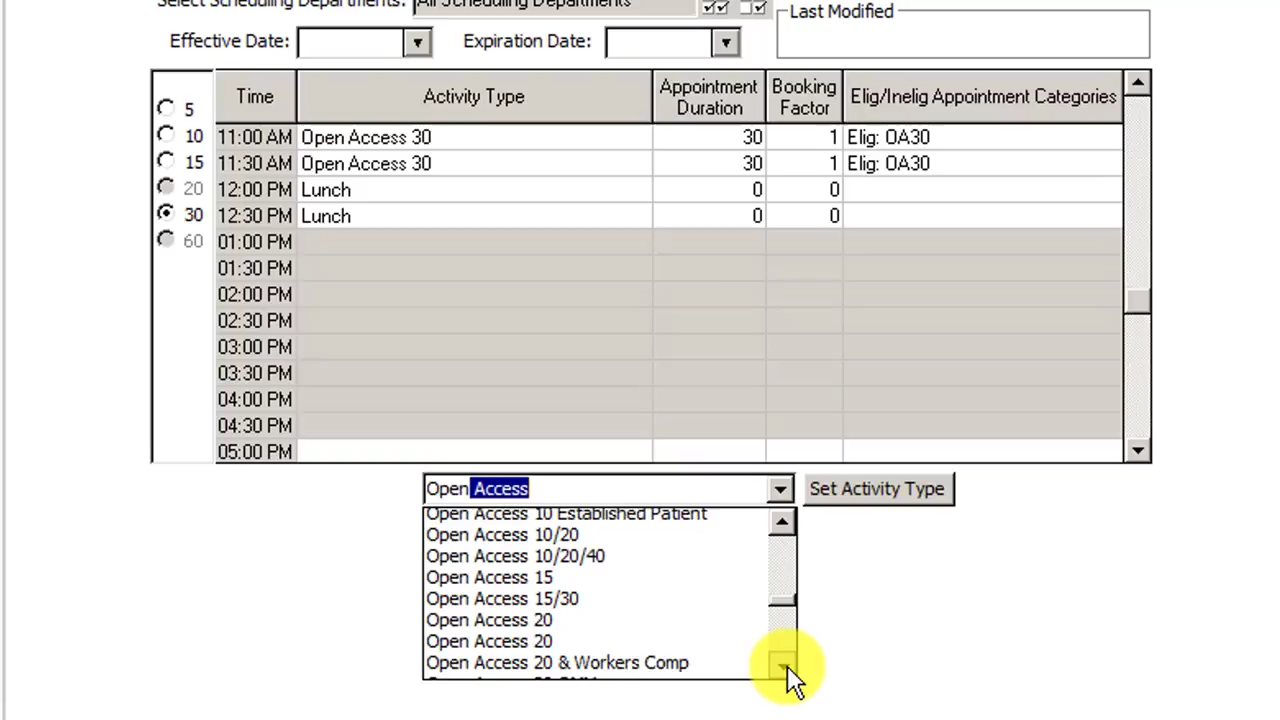 Select Scheduling Departments: All Scheduling Departments
Last Modified
Effective Date: Expiration Date:
Time Activity Type Appointment Duration Booking Factor Elig/Inelig Appointment Categories
5
10 11:00 AM Open Access 30 30 1 Elig: OA30
15 11:30 AM Open Access 30 30 1 Elig: OA30
20 12:00 PM Lunch 0 0
30 12:30 PM Lunch 0 0
60 01:00 PM
01:30 PM
02:00 PM
02:30 PM
03:00 PM
03:30 PM
04:00 PM
04:30 PM
05:00 PM
Open Access Set Activity Type
Open Access 10 Established Patient
Open Access 10/20
Open Access 10/20/40
Open Access 15
Open Access 15/30
Open Access 20
Open Access 20
Open Access 20 & Workers Comp